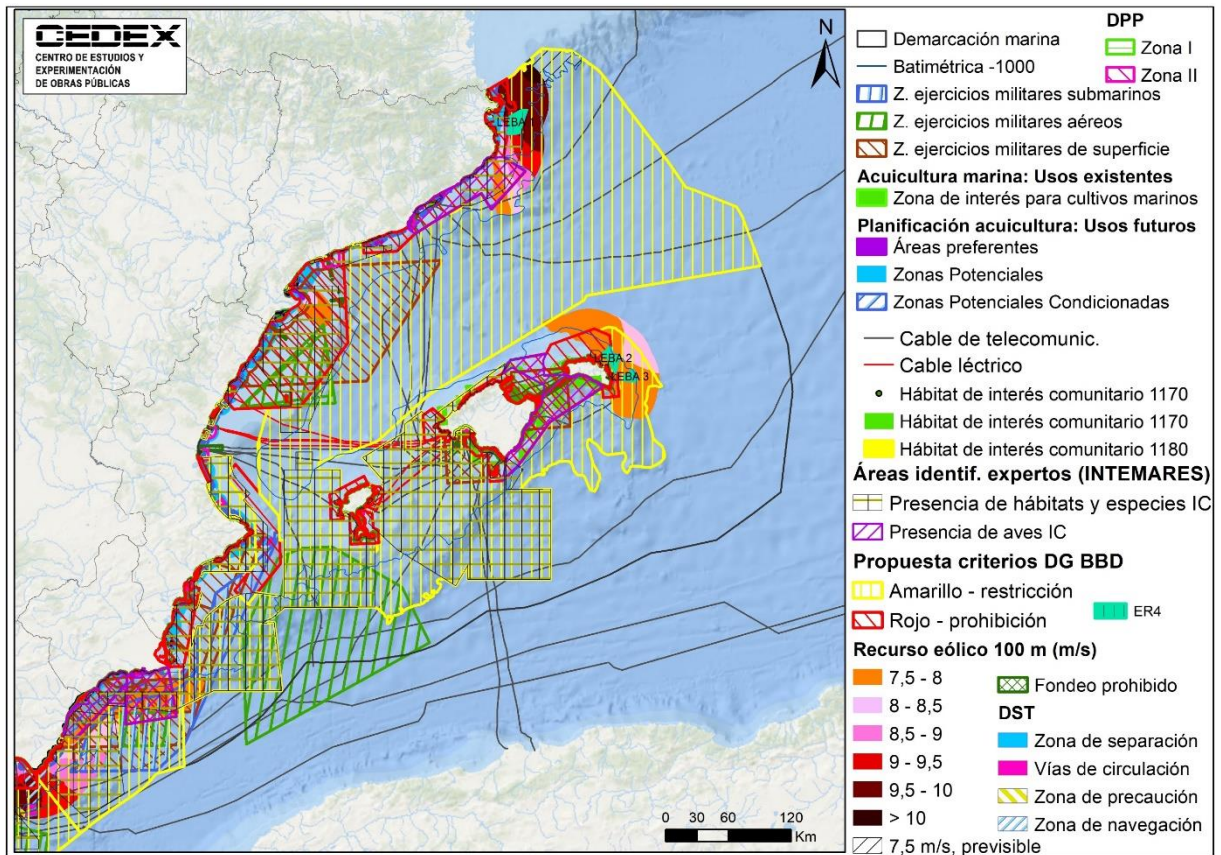 CEDEX
CENTRO DE ESTUDIOS Y
EXPERIMENTACIÓN
DE OBRAS PÚBLICAS
N
LEBA
LEBA 2
LEBA 3
0 30 60 120
Km
Demarcación marina
Batimétrica -1000
DPP
Zona I
Zona II
Z. ejercicios militares submarinos
Z. ejercicios militares aéreos
Z. ejercicios militares de superficie
Acuicultura marina: Usos existentes
Zona de interés para cultivos marinos
Planificación acuicultura: Usos futuros
Áreas preferentes
Zonas Potenciales
Zonas Potenciales Condicionadas
Cable de telecomunic.
Cable léctrico
Hábitat de interés comunitario 1170
Hábitat de interés comunitario 1170
Hábitat de interés comunitario 1180
Áreas identif. expertos (INTEMARES)
Presencia de hábitats y especies IC
Presencia de aves IC
Propuesta criterios DG BBD
Amarillo - restricción
Rojo - prohibición
ER4
Recurso eólico 100 m (m/s)
7,5 - 8
8 - 8,5
8,5 - 9
9 - 9,5
9,5 - 10
> 10
7,5 m/s, previsible
Fondeo prohibido
DST
Zona de separación
Vías de circulación
Zona de precaución
Zona de navegación